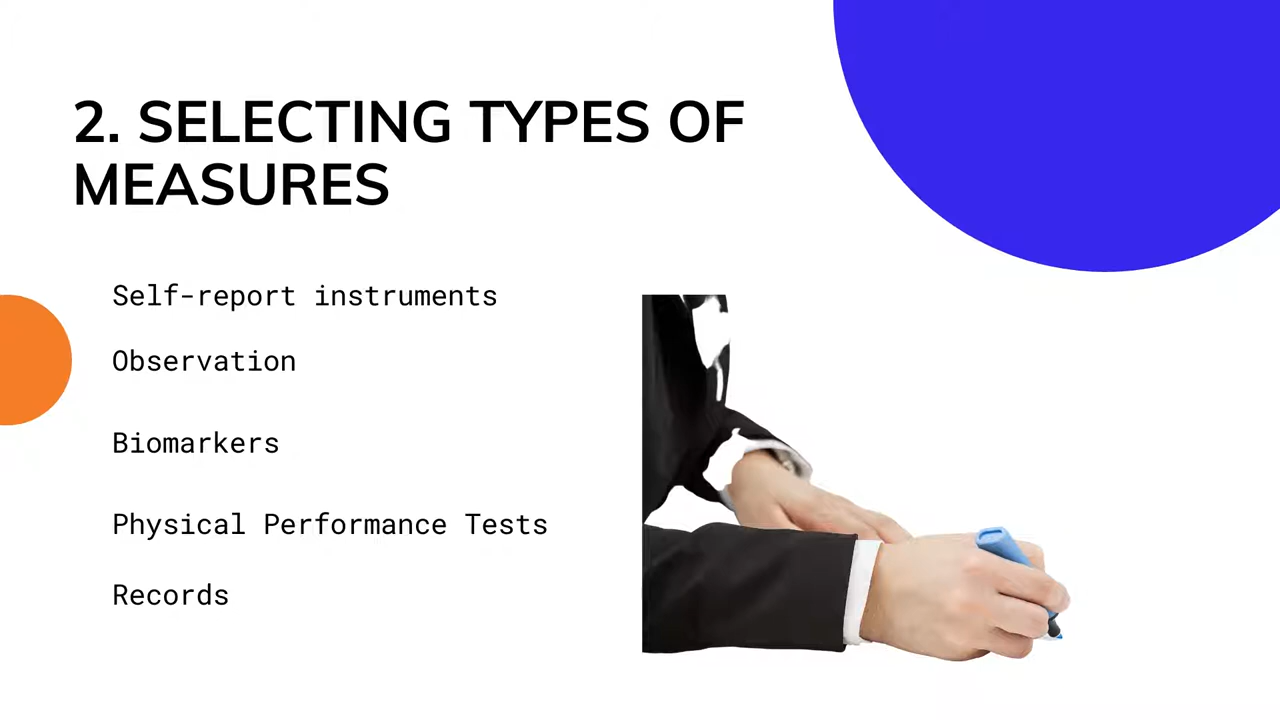 2. SELECTING TYPES OF
MEASURES
Self-report instruments
Observation
Biomarkers
Physical Performance Tests
Records